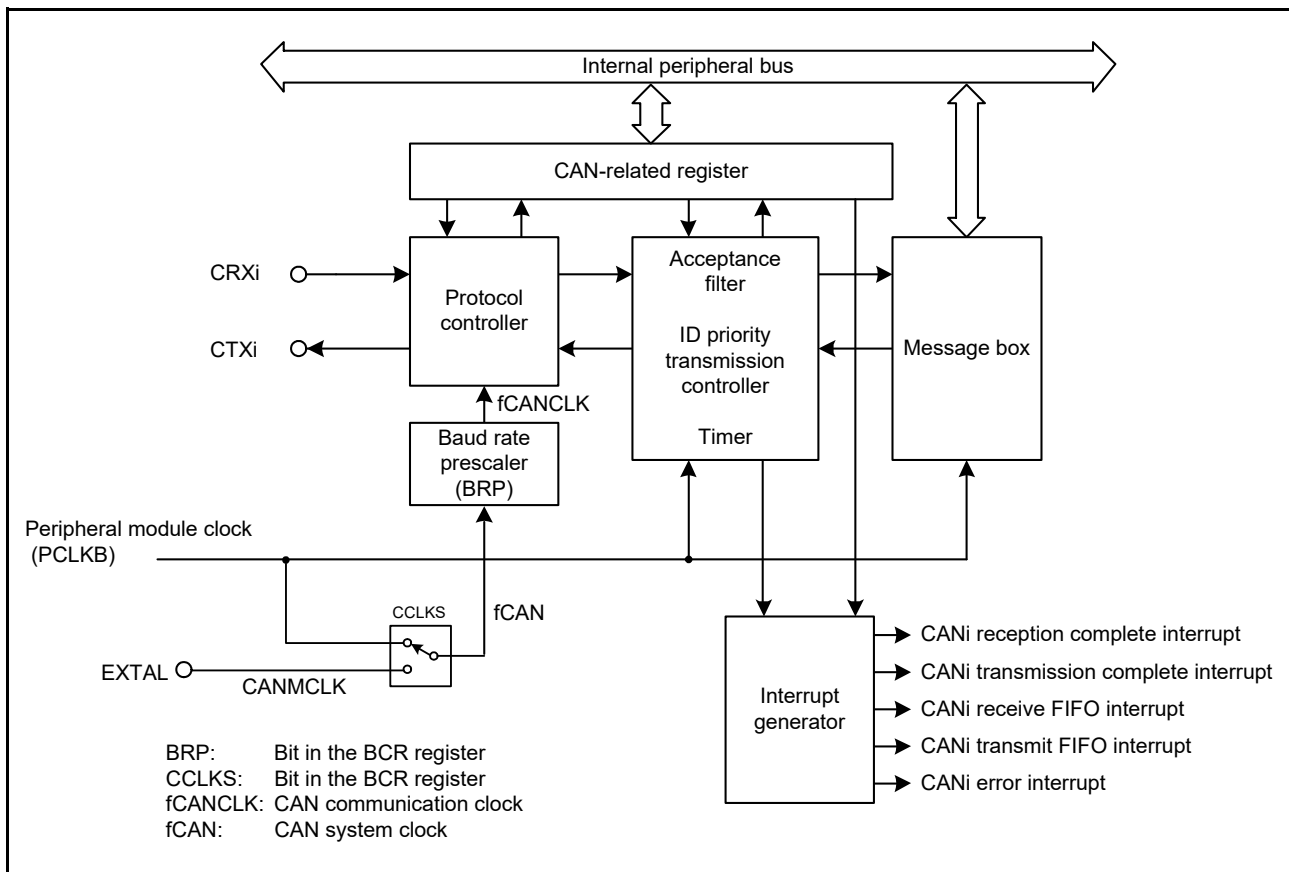 Internal peripheral bus
CAN-related register
CRXi
CTXi
Protocol
controller
Acceptance
filter
ID priority
transmission
controller
Timer
Message box
fCANCLK
Baud rate
prescaler
(BRP)
Peripheral module clock
(PCLKB)
CCLKS
fCAN
EXTAL
CANMCLK
Interrupt
generator
CANi reception complete interrupt
CANi transmission complete interrupt
CANi receive FIFO interrupt
CANi transmit FIFO interrupt
CANi error interrupt
BRP: Bit in the BCR register
CCLKS: Bit in the BCR register
fCANCLK: CAN communication clock
fCAN: CAN system clock